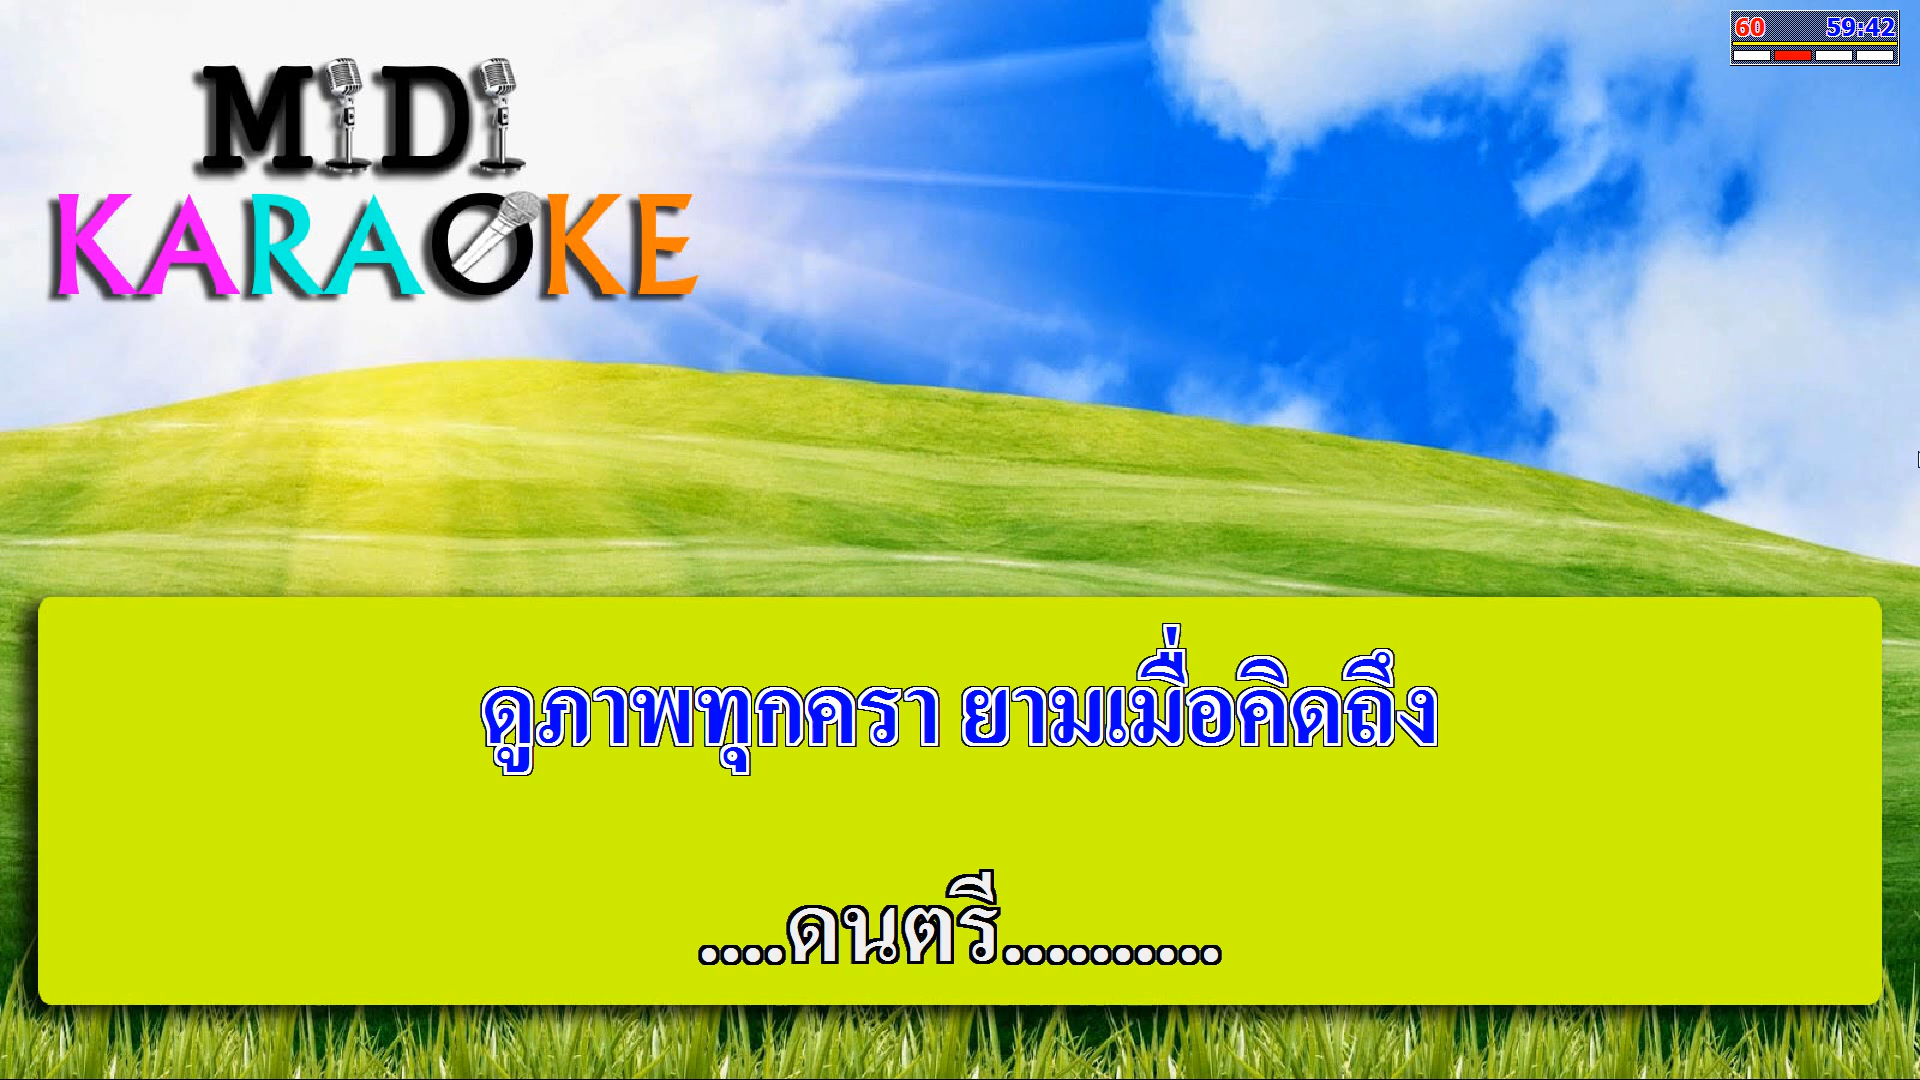 MiDi
KARAOKE
60 59:42
ดูภาพทุกครา ยามเมื่อคิดถึง
....ดนตรี..........